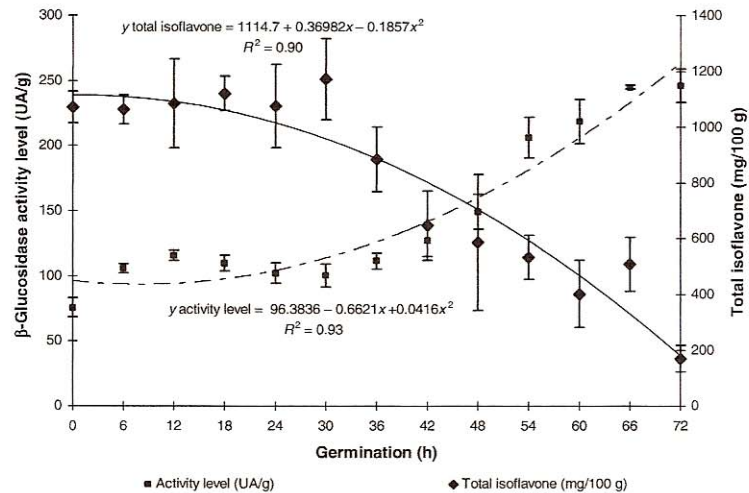 y total isoflavone = 1114.7 + 0.36982x − 0.1857x²
R² = 0.90
300
250
200
150
100
50
0
β-Glucosidase activity level (UA/g)
1400
1200
1000
800
600
400
200
0
Total isoflavone (mg/100 g)
y activity level = 96.3836 − 0.6621x +0.0416x²
R² = 0.93
0 6 12 18 24 30 36 42 48 54 60 66 72
Germination (h)
Activity level (UA/g) Total isoflavone (mg/100 g)